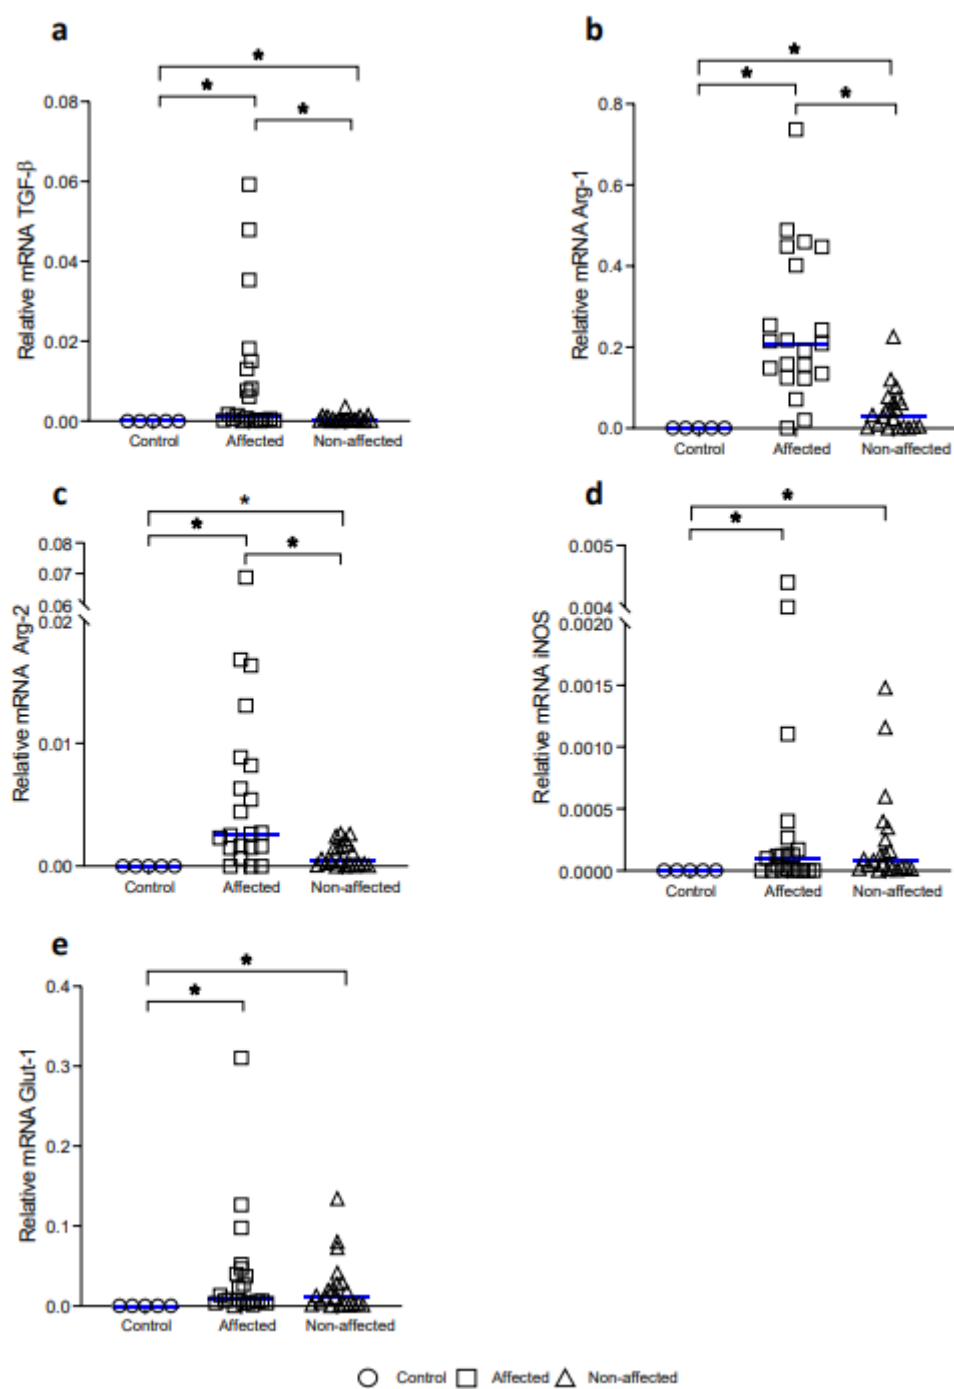 a
*
*
*
Relative mRNA TGF-β
0.08
0.06
0.04
0.02
0.00
Control Affected Non-affected
b
*
*
*
Relative mRNA Arg-1
0.8
0.6
0.4
0.2
0.0
Control Affected Non-affected
c
*
*
*
Relative mRNA Arg-2
0.08
0.07
0.06
0.02
0.01
0.00
Control Affected Non-affected
d
*
*
Relative mRNA iNOS
0.005
0.004
0.0020
0.0015
0.0010
0.0005
0.0000
Control Affected Non-affected
e
*
*
Relative mRNA Glut-1
0.4
0.3
0.2
0.1
0.0
Control Affected Non-affected
Control Affected Non-affected